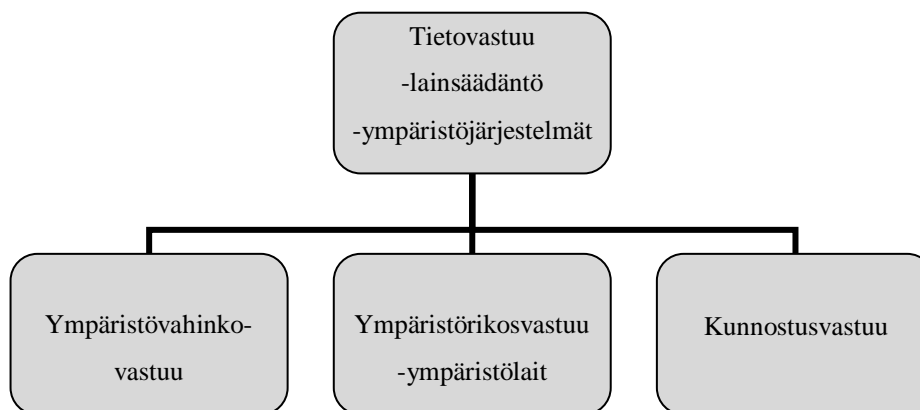 Tietovastuu
-lainsäädäntö
-ympäristöjärjestelmät
Ympäristövahinko-
vastuu
Ympäristörikosvastuu
-ympäristölait
Kunnostusvastuu